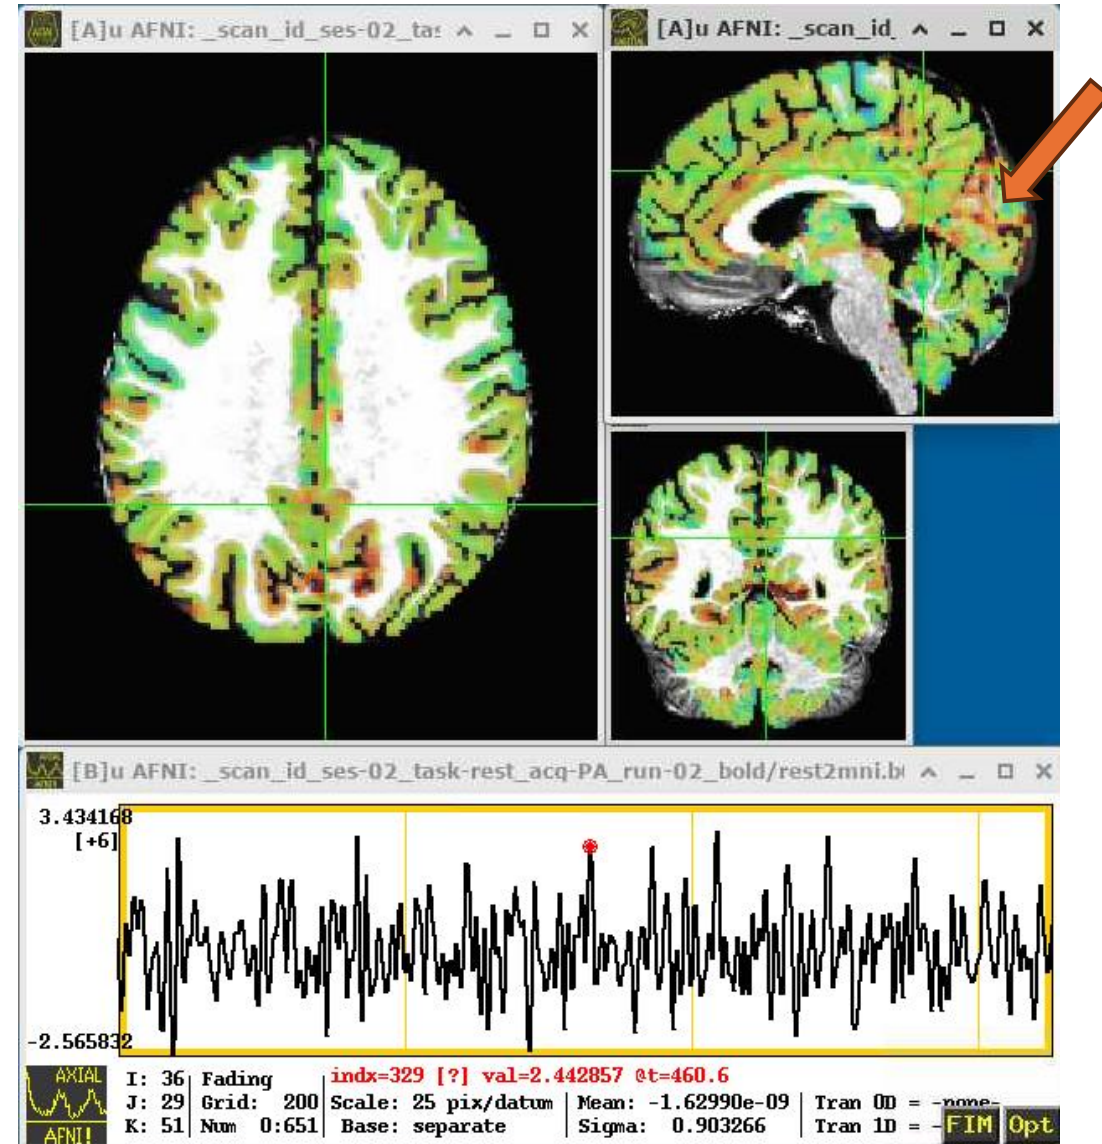 [A]u AFNI: _scan_id_ses-02_ta:
[A]u AFNI: _scan_id_
[B]u AFNI: _scan_id_ses-02_task-rest_acq-PA_run-02_bold/rest2mni.b
3.434168
[+6]
-2.565832
AXIAL
AFNI!
I: 36 Fading indx=329 [?] val=2.442857 @t=460.6
J: 29 Grid: 200 Scale: 25 pix/datum Mean: -1.62990e-09 Tran 0D = -none-
K: 51 Num 0:651 Base: separate Sigma: 0.903266 Tran 1D = - FIM Opt